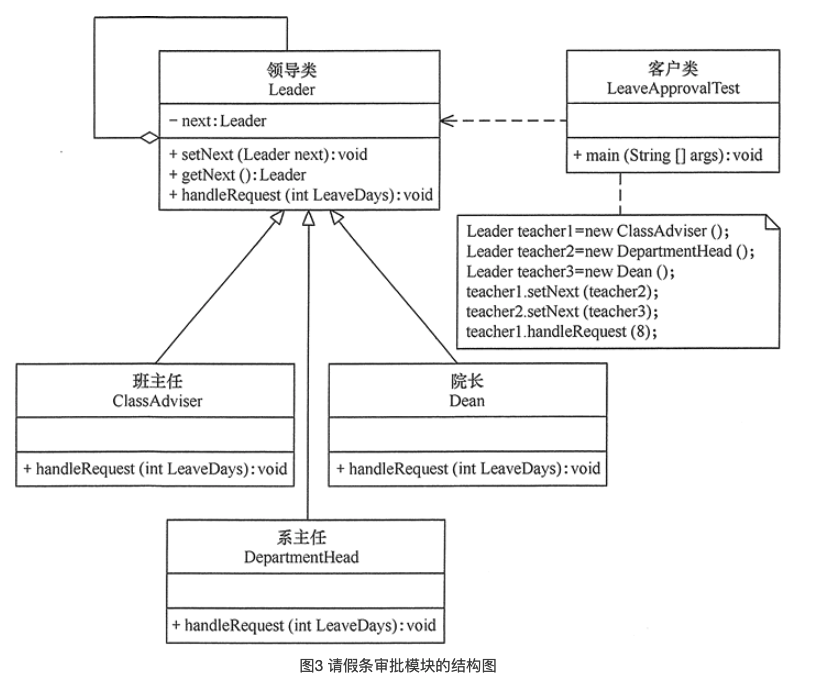 领导类
Leader
− next:Leader
+ setNext (Leader next):void
+ getNext ():Leader
+ handleRequest (int LeaveDays):void
客户类
LeaveApprovalTest
+ main (String [] args):void
Leader teacher1=new ClassAdviser ();
Leader teacher2=new DepartmentHead ();
Leader teacher3=new Dean ();
teacher1.setNext (teacher2);
teacher2.setNext (teacher3);
teacher1.handleRequest (8);
班主任
ClassAdviser
+ handleRequest (int LeaveDays):void
院长
Dean
+ handleRequest (int LeaveDays):void
系主任
DepartmentHead
+ handleRequest (int LeaveDays):void
图3 请假条审批模块的结构图